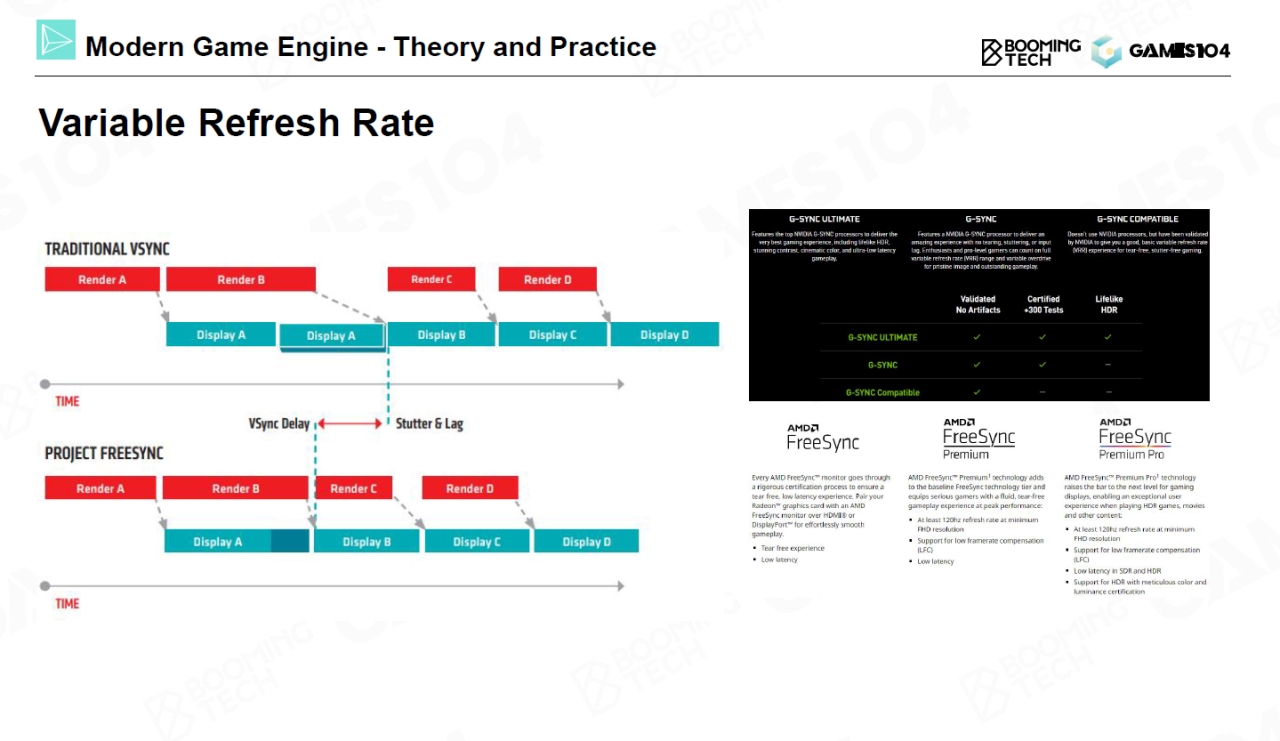 Modern Game Engine - Theory and Practice
BOOMING
TECH
GAMES104
Variable Refresh Rate
TRADITIONAL VSYNC
Render A
Render B
Render C
Render D
Display A
Display A
Display B
Display C
Display D
TIME
VSync Delay
Stutter & Lag
PROJECT FREESYNC
Render A
Render B
Render C
Render D
Display A
Display B
Display C
Display D
TIME
G-SYNC ULTIMATE
Features the top NVIDIA G-SYNC processors to deliver the
very best gaming experience, including lifelike HDR,
stunning contrast, cinematic color, and ultra-low latency
gameplay.
G-SYNC
Features a NVIDIA G-SYNC processor to deliver an
amazing experience with no tearing, stuttering, or input
lag. Enthusiasts and pro-level gamers can count on full
variable refresh rate (VRR) range and variable overdrive
for pristine image and outstanding gameplay.
G-SYNC COMPATIBLE
Doesn't use NVIDIA processors, but have been validated
by NVIDIA to give you a good, basic variable refresh rate
(VRR) experience for tear-free, stutter-free gaming.
Validated
No Artifacts
Certified
+300 Tests
Lifelike
HDR
G-SYNC ULTIMATE
G-SYNC
G-SYNC Compatible
AMD
FreeSync
Every AMD FreeSync™ monitor goes through
a rigorous certification process to ensure a
tear free, low latency experience. Pair your
Radeon™ graphics card with an AMD
FreeSync monitor over HDMI® or
DisplayPort™ for effortlessly smooth
gameplay.
• Tear free experience
• Low latency
AMD
FreeSync
Premium
AMD FreeSync™ Premium† technology adds
to the baseline FreeSync technology tier and
equips serious gamers with a fluid, tear-free
gameplay experience at peak performance:
• At least 120hz refresh rate at minimum
FHD resolution
• Support for low framerate compensation
(LFC)
• Low latency
AMD
FreeSync
Premium Pro
AMD FreeSync™ Premium Pro† technology
raises the bar to the next level for gaming
displays, enabling an exceptional user
experience when playing HDR games, movies
and other content:
• At least 120hz refresh rate at minimum
FHD resolution
• Support for low framerate compensation
(LFC)
• Low latency in SDR and HDR
• Support for HDR with meticulous color and
luminance certification